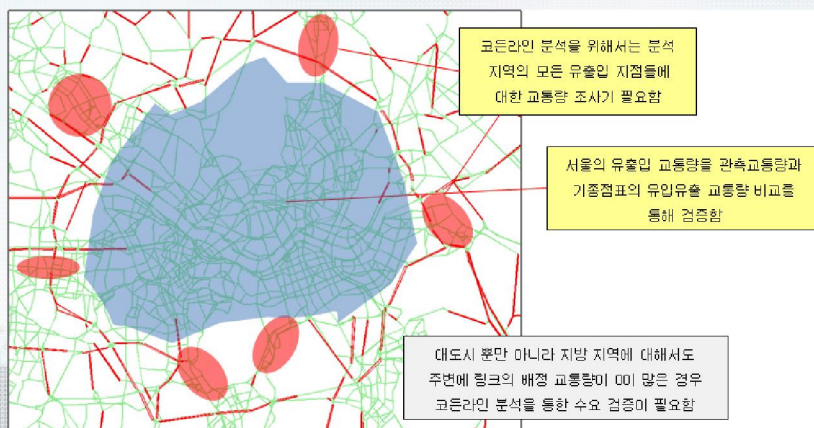 코든라인 분석을 위해서는 분석
지역의 모든 유출입 지점들에
대한 교통량 조사가 필요함
서울의 유출입 교통량을 관측교통량과
기종점표의 유입유출 교통량 비교를
통해 검증함
대도시 뿐만 아니라 지방 지역에 대해서도
주변에 링크의 배정 교통량이 0이 많은 경우
코든라인 분석을 통한 수요 검증이 필요함